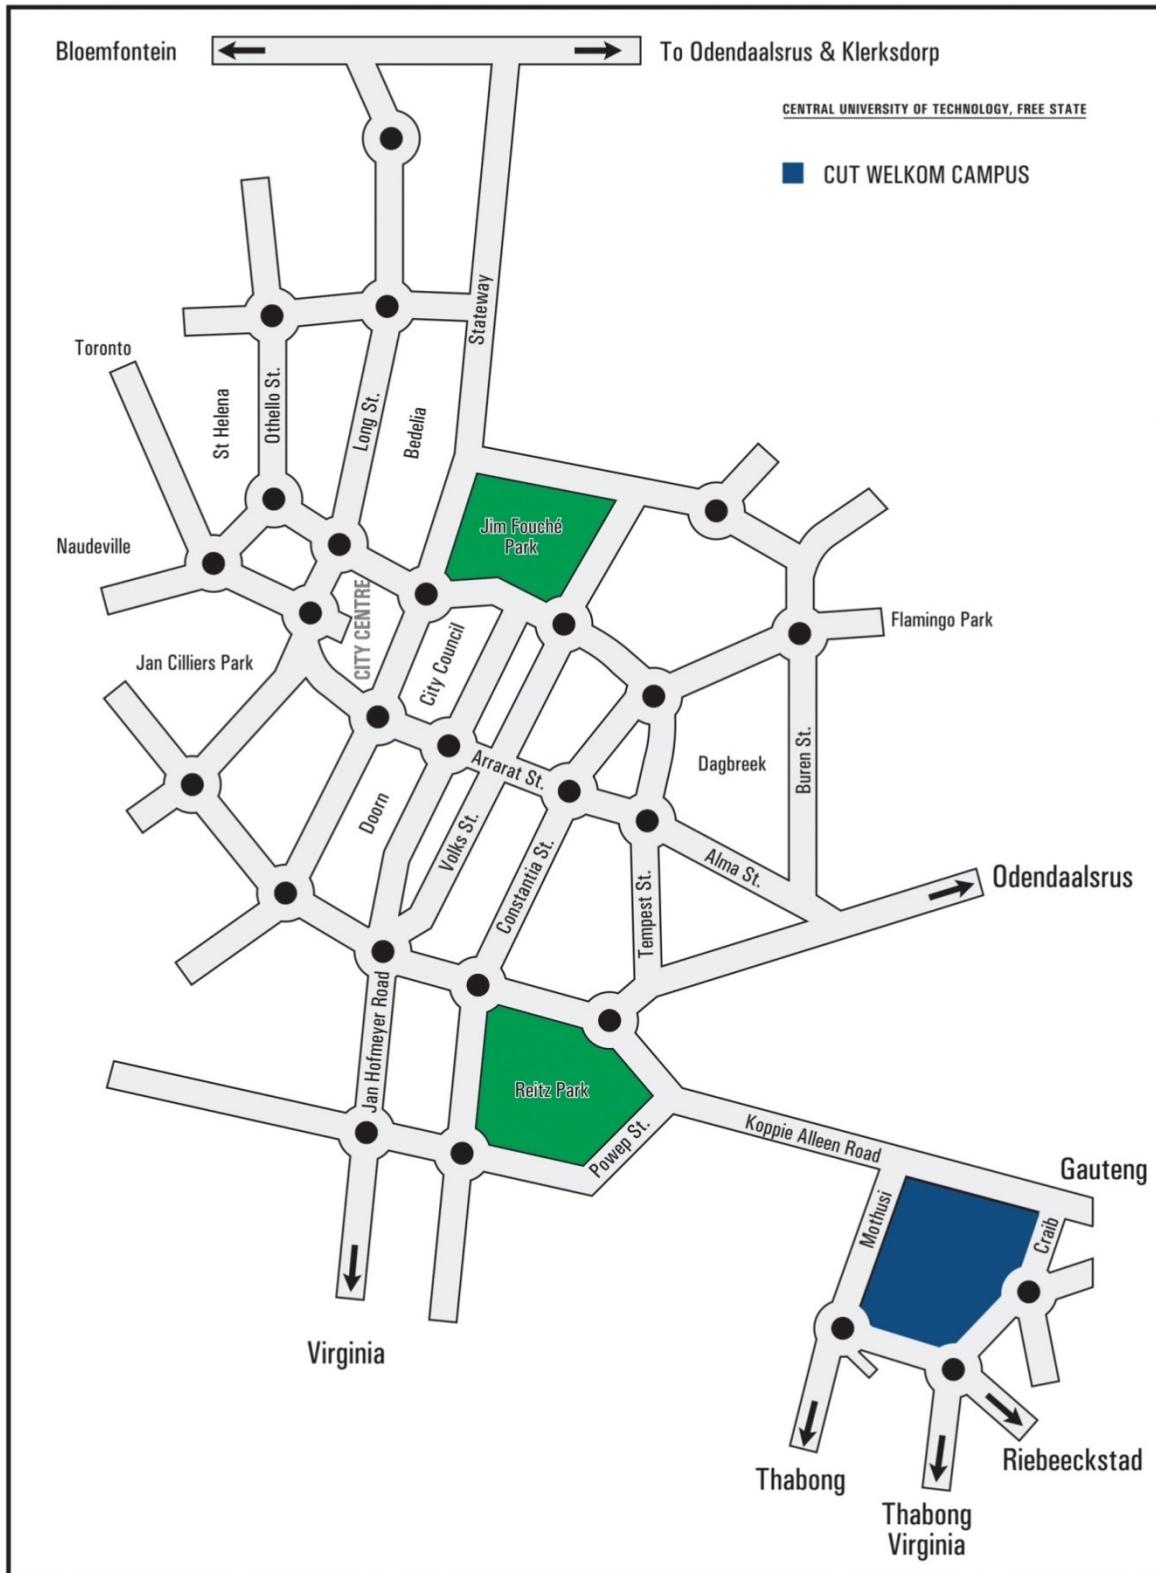 Bloemfontein
To Odendaalsrus & Klerksdorp
CENTRAL UNIVERSITY OF TECHNOLOGY, FREE STATE
CUT WELKOM CAMPUS
Stateway
Toronto
St Helena
Othello St.
Long St.
Bedelia
Jim Fouché
Park
Naudeville
CITY CENTRE
Flamingo Park
Jan Cilliers Park
City Council
Arrarat St.
Dagbreek
Buren St.
Doorn
Volks St.
Constantia St.
Tempest St.
Alma St.
Odendaalsrus
Jan Hofmeyer Road
Reitz Park
Powep St.
Koppie Alleen Road
Gauteng
Mothusi
Craib
Virginia
Thabong
Riebeeckstad
Thabong
Virginia